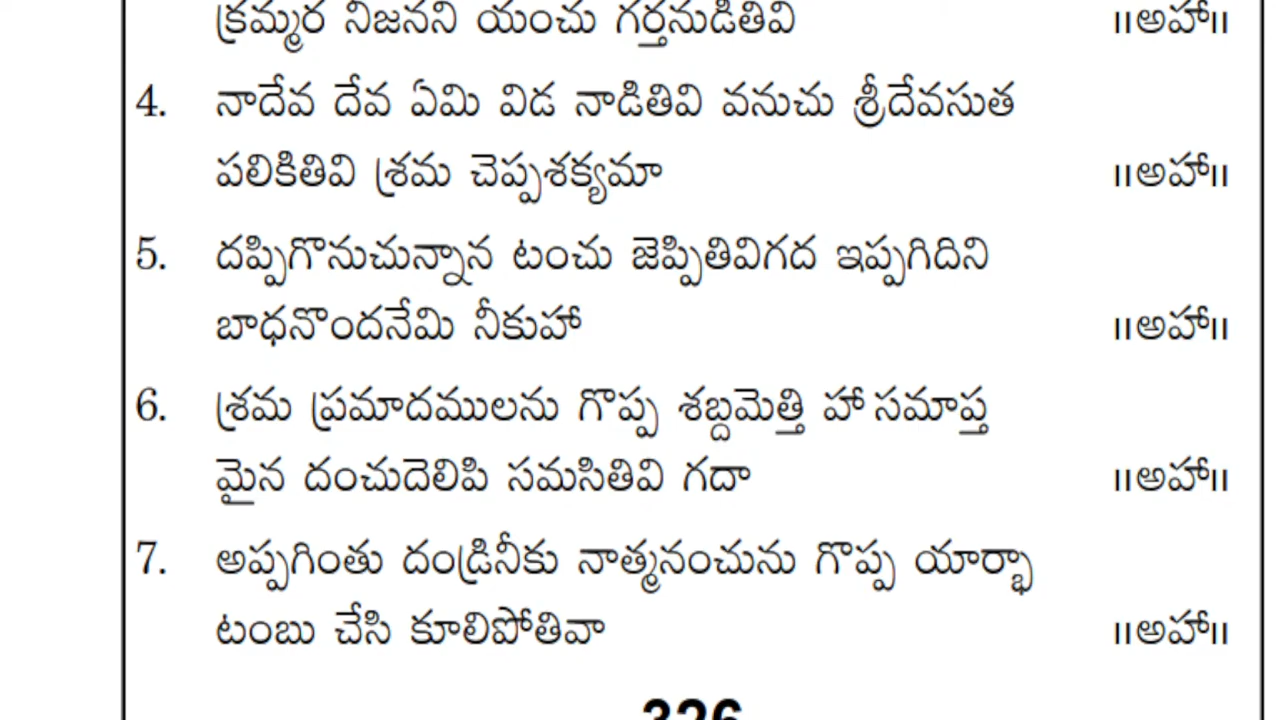 క్రమ్మర నిజనని యంచు గర్తనుడితివి ॥అహా॥
4. నాదేవ దేవ ఏమి విడ నాడితివి వనుచు శ్రీదేవసుత
పలికితివి శ్రమ చెప్పశక్యమా ॥అహా॥
5. దప్పిగొనుచున్నాన టంచు జెప్పితివిగద ఇప్పగిదిని
బాధనొందనేమి నీకుహా ॥అహా॥
6. శ్రమ ప్రమాదములను గొప్ప శబ్దమెత్తి హా సమాప్త
మైన దంచుదెలిపి సమసితివి గదా ॥అహా॥
7. అప్పగింతు దండ్రినీకు నాత్మనంచును గొప్ప యార్భా
టంబు చేసి కూలిపోతివా ॥అహా॥
326